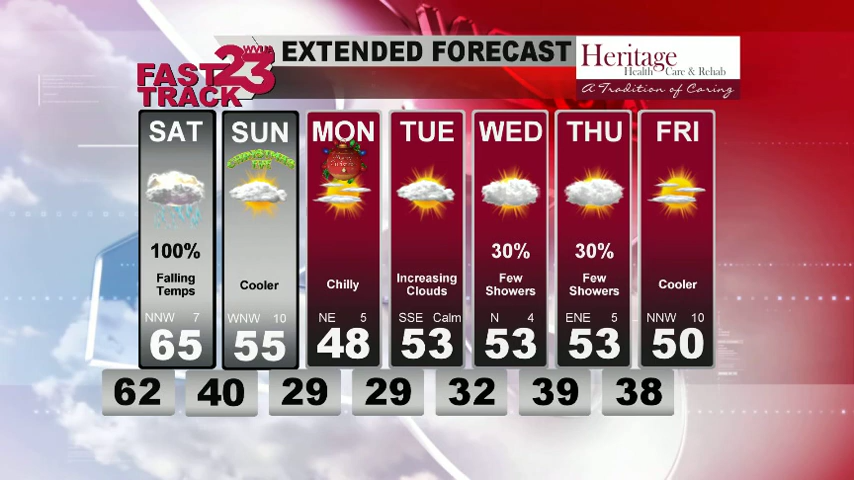 WVUA
23
FAST
TRACK
EXTENDED FORECAST
Heritage
Health Care & Rehab
A Tradition of Caring
SAT
SUN
MON
TUE
WED
THU
FRI
CHRISTMAS
EVE
100%
30%
30%
Falling
Temps
Cooler
Chilly
Increasing
Clouds
Few
Showers
Few
Showers
Cooler
NNW 7
WNW 10
NE 5
SSE Calm
N 4
ENE 5
NNW 10
65
55
48
53
53
53
50
62
40
29
29
32
39
38